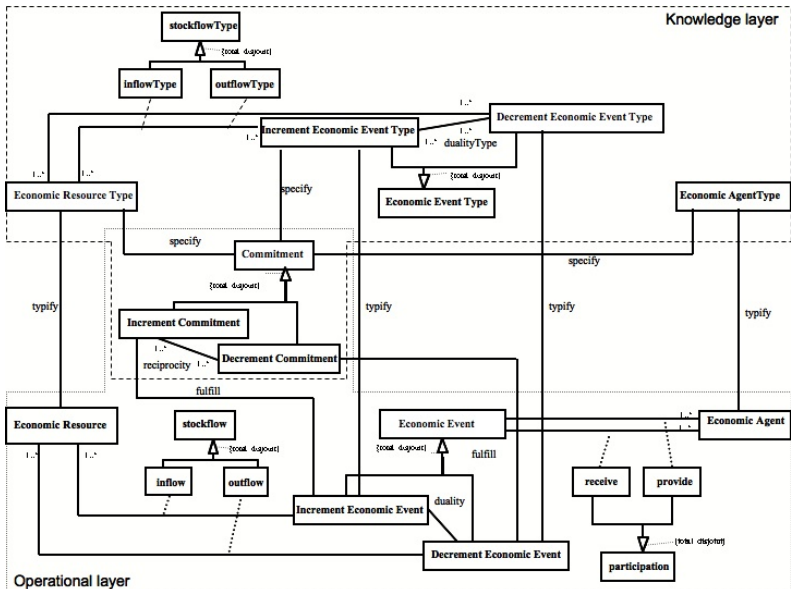 Knowledge layer
stockflowType
{total disjoint}
inflowType
outflowType
1..*
1..*
Decrement Economic Event Type
Increment Economic Event Type
1..*
1..*
1..*
dualityType
1..*
1..*
{total disjoint}
Economic Resource Type
specify
Economic Event Type
Economic AgentType
specify
Commitment
specify
{total disjoint}
typify
typify
typify
typify
Increment Commitment
1..*
reciprocity
1..*
Decrement Commitment
fulfill
Economic Resource
stockflow
Economic Event
1..*
1..*
Economic Agent
1..*
1..*
{total disjoint}
{total disjoint}
fulfill
inflow
outflow
receive
provide
Increment Economic Event
duality
Decrement Economic Event
{total disjoint}
participation
Operational layer